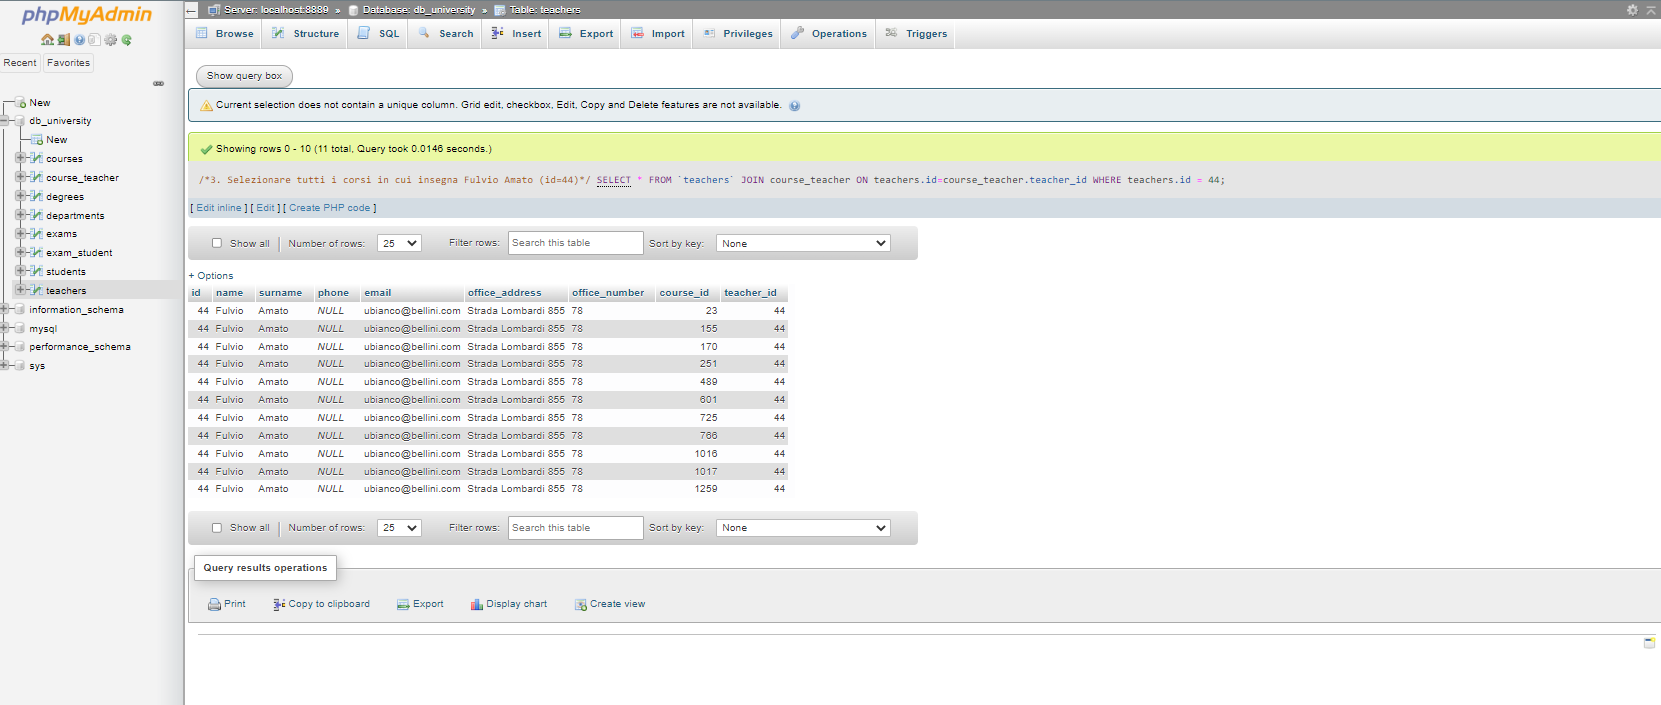 phpMyAdmin
Recent Favorites
New
db_university
New
courses
course_teacher
degrees
departments
exams
exam_student
students
teachers
information_schema
mysql
performance_schema
sys
Server: localhost:8889 » Database: db_university » Table: teachers
Browse Structure SQL Search Insert Export Import Privileges Operations Triggers
Show query box
Current selection does not contain a unique column. Grid edit, checkbox, Edit, Copy and Delete features are not available.
Showing rows 0 - 10 (11 total, Query took 0.0146 seconds.)
/*3. Selezionare tutti i corsi in cui insegna Fulvio Amato (id=44)*/ SELECT * FROM `teachers` JOIN course_teacher ON teachers.id=course_teacher.teacher_id WHERE teachers.id = 44;
[ Edit inline ] [ Edit ] [ Create PHP code ]
Show all | Number of rows: 25 Filter rows: Search this table Sort by key: None
+ Options
id name surname phone email office_address office_number course_id teacher_id
44 Fulvio Amato NULL ubianco@bellini.com Strada Lombardi 855 78 23 44
44 Fulvio Amato NULL ubianco@bellini.com Strada Lombardi 855 78 155 44
44 Fulvio Amato NULL ubianco@bellini.com Strada Lombardi 855 78 170 44
44 Fulvio Amato NULL ubianco@bellini.com Strada Lombardi 855 78 251 44
44 Fulvio Amato NULL ubianco@bellini.com Strada Lombardi 855 78 489 44
44 Fulvio Amato NULL ubianco@bellini.com Strada Lombardi 855 78 601 44
44 Fulvio Amato NULL ubianco@bellini.com Strada Lombardi 855 78 725 44
44 Fulvio Amato NULL ubianco@bellini.com Strada Lombardi 855 78 766 44
44 Fulvio Amato NULL ubianco@bellini.com Strada Lombardi 855 78 1016 44
44 Fulvio Amato NULL ubianco@bellini.com Strada Lombardi 855 78 1017 44
44 Fulvio Amato NULL ubianco@bellini.com Strada Lombardi 855 78 1259 44
Show all | Number of rows: 25 Filter rows: Search this table Sort by key: None
Query results operations
Print Copy to clipboard Export Display chart Create view